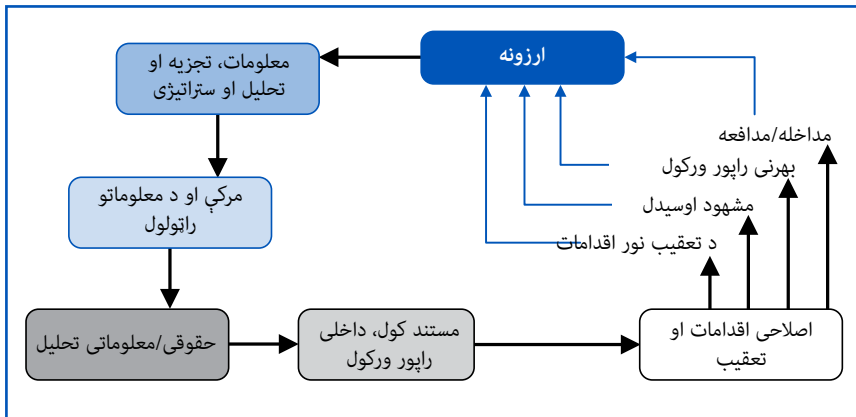 ارزونه
معلومات، تجزیه او
تحلیل او ستراتیژی
مداخله/مدافعه
بهرنی راپور ورکول
مشهود اوسیدل
د تعقیب نور اقدامات
مرکې او د معلوماتو
راټولول
حقوقی/معلوماتی تحلیل
مستند کول، داخلی
راپور ورکول
اصلاحی اقدامات او
تعقیب